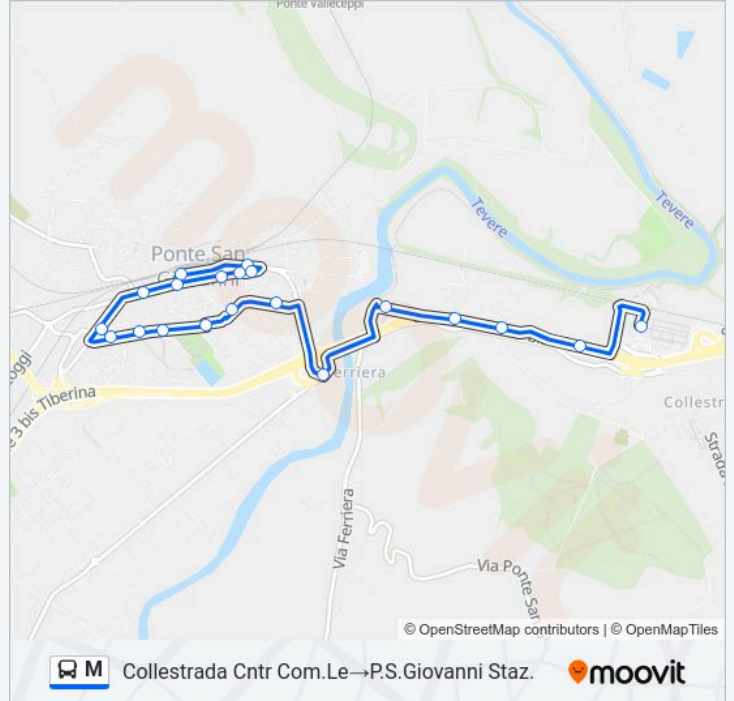 Ponte Valleceppi
Tevere
Tevere
Ponte San
Ferriera
Collestr
e 3 bis Tiberina
Strada
Via Ferriera
Via Ponte San
© OpenStreetMap contributors | © OpenMapTiles
M Collestrada Cntr Com.Le→P.S.Giovanni Staz.
moovit